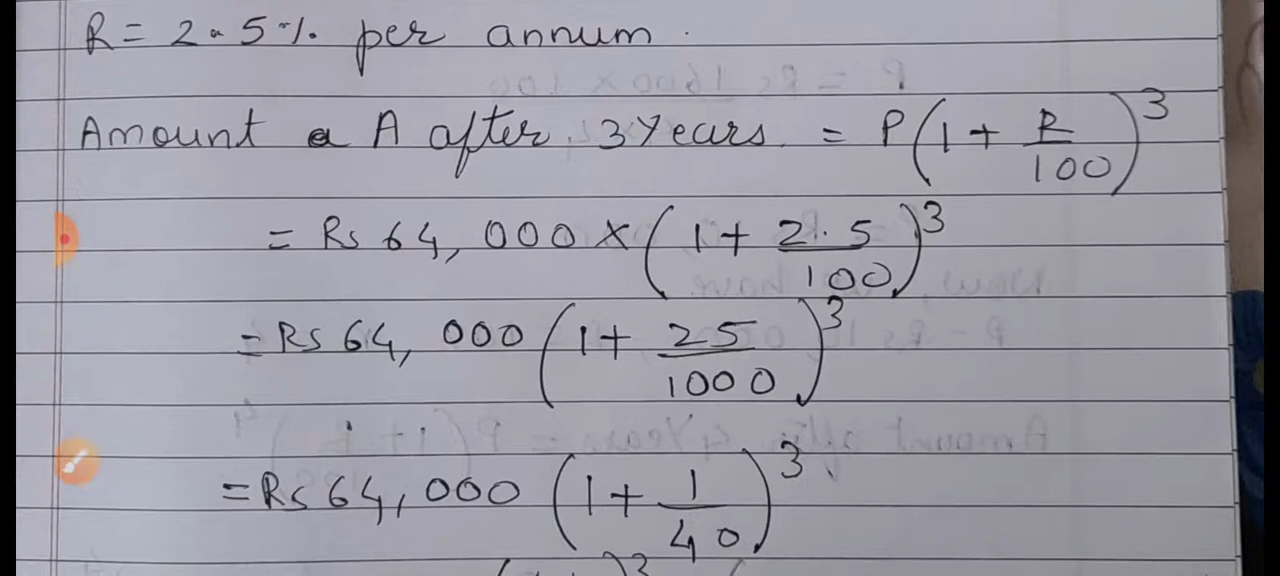 R = 2.5% per annum.
Amount a A after 3 Years = P(1 + R/100)^3
= Rs 64,000 × (1 + 2.5/100)^3
= Rs 64,000 (1 + 25/1000)^3
= Rs 64,000 (1 + 1/40)^3